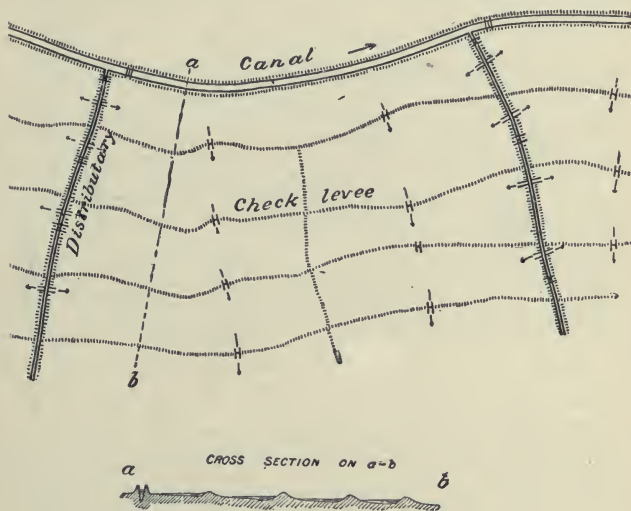 a
Canal
Distributary
Check levee
b
CROSS SECTION ON a-b
a
b